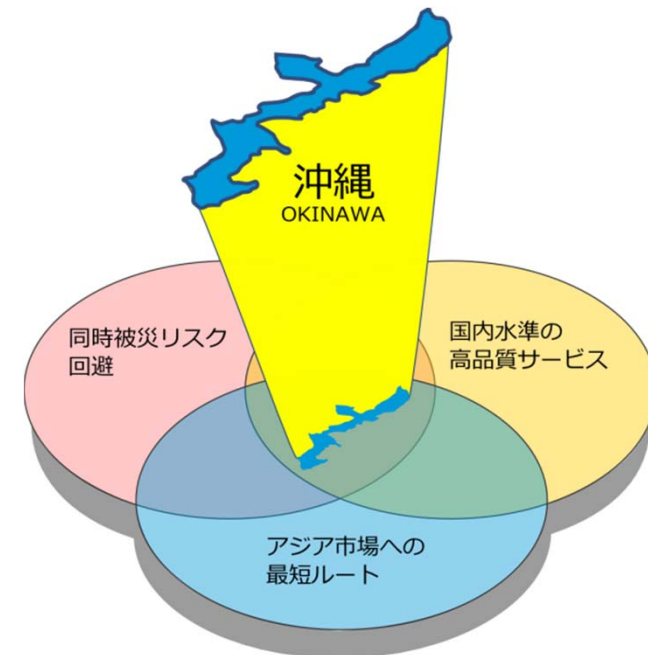 沖縄
OKINAWA
同時被災リスク
回避
国内水準の
高品質サービス
アジア市場への
最短ルート